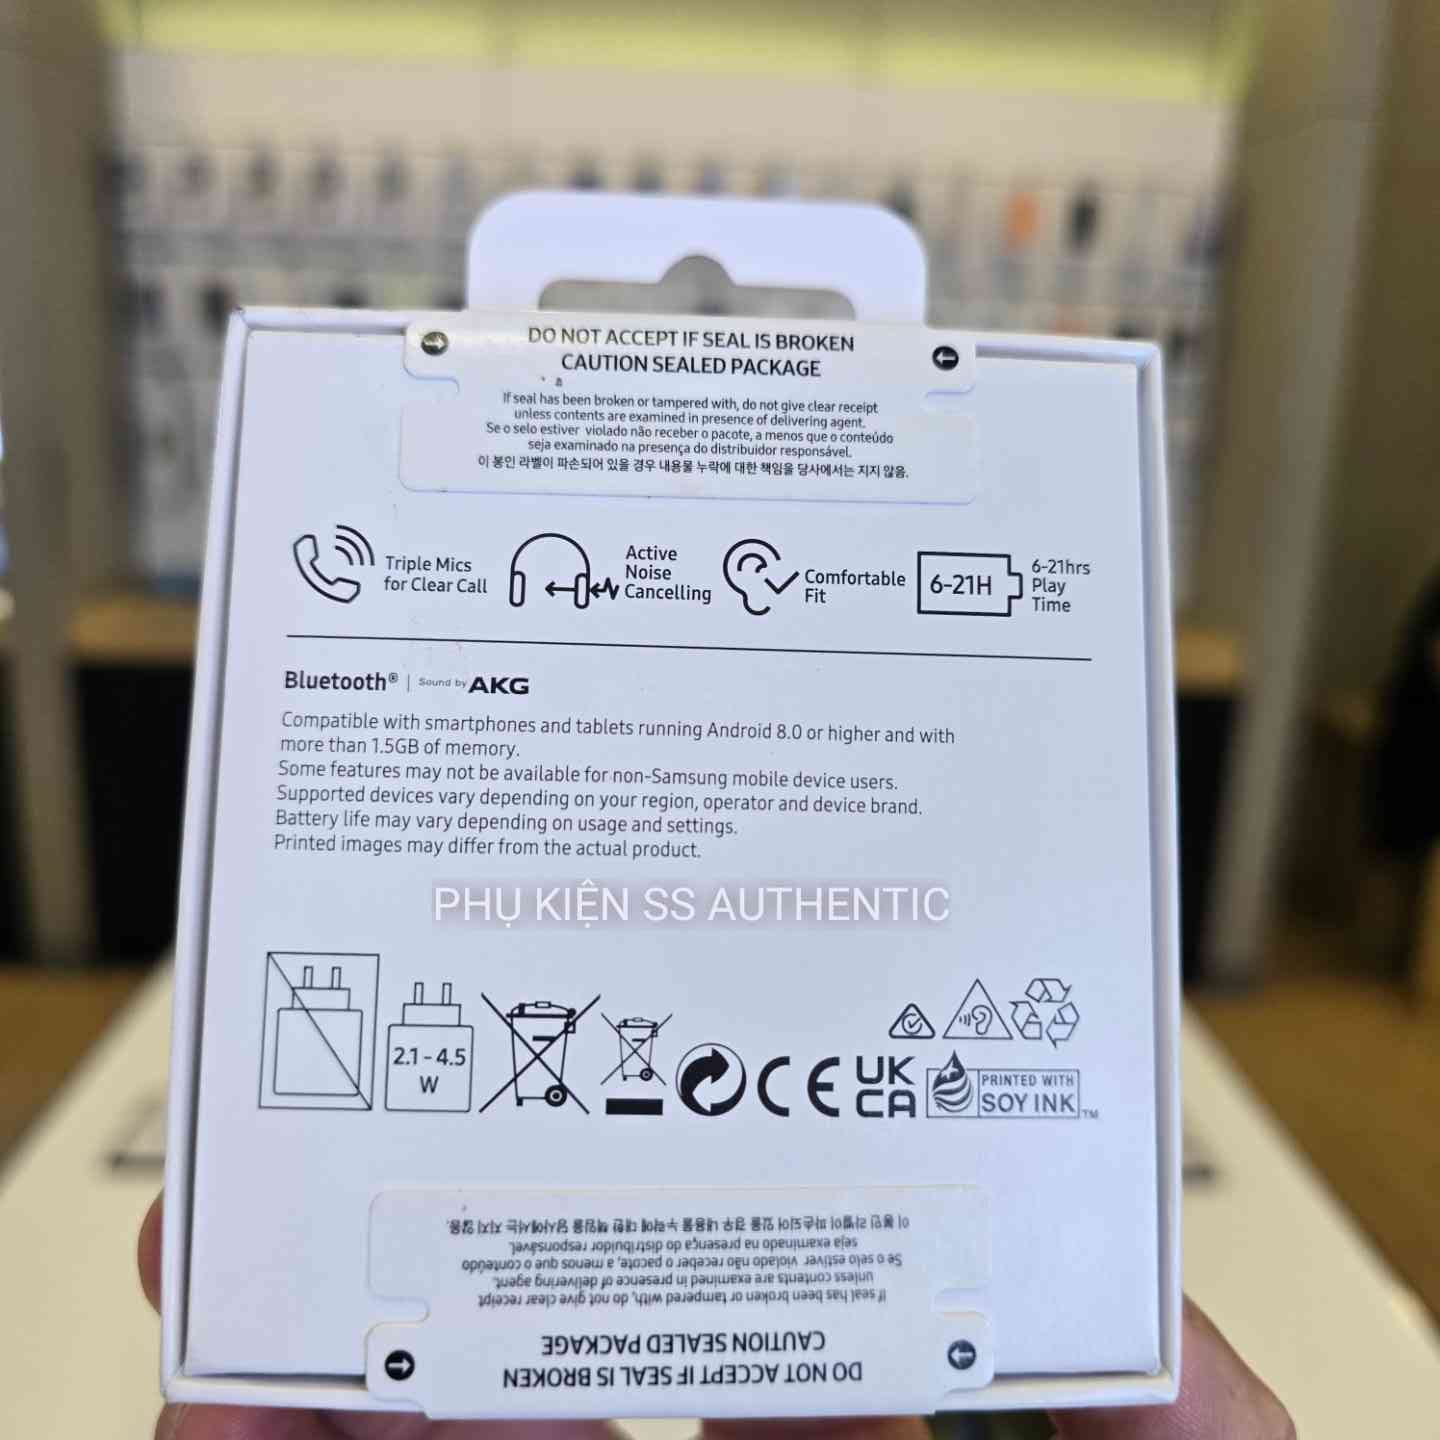 DO NOT ACCEPT IF SEAL IS BROKEN
CAUTION SEALED PACKAGE
If seal has been broken or tampered with, do not give clear receipt
unless contents are examined in presence of delivering agent.
Se o selo estiver violado não receber o pacote, a menos que o conteúdo
seja examinado na presença do distribuidor responsável.
이 봉인 라벨이 파손되어 있을 경우 내용물 누락에 대한 책임을 당사에서는 지지 않음.
Triple Mics
for Clear Call
Active
Noise
Cancelling
Comfortable
Fit
6-21H
6-21hrs
Play
Time
Bluetooth® | Sound by AKG
Compatible with smartphones and tablets running Android 8.0 or higher and with
more than 1.5GB of memory.
Some features may not be available for non-Samsung mobile device users.
Supported devices vary depending on your region, operator and device brand.
Battery life may vary depending on usage and settings.
Printed images may differ from the actual product.
PHỤ KIỆN SS AUTHENTIC
2.1 - 4.5
W
CE
UK
CA
PRINTED WITH
SOY INK™
DO NOT ACCEPT IF SEAL IS BROKEN
CAUTION SEALED PACKAGE
If seal has been broken or tampered with, do not give clear receipt
unless contents are examined in presence of delivering agent.
Se o selo estiver violado não receber o pacote, a menos que o conteúdo
seja examinado na presença do distribuidor responsável.
이 봉인 라벨이 파손되어 있을 경우 내용물 누락에 대한 책임을 당사에서는 지지 않음.